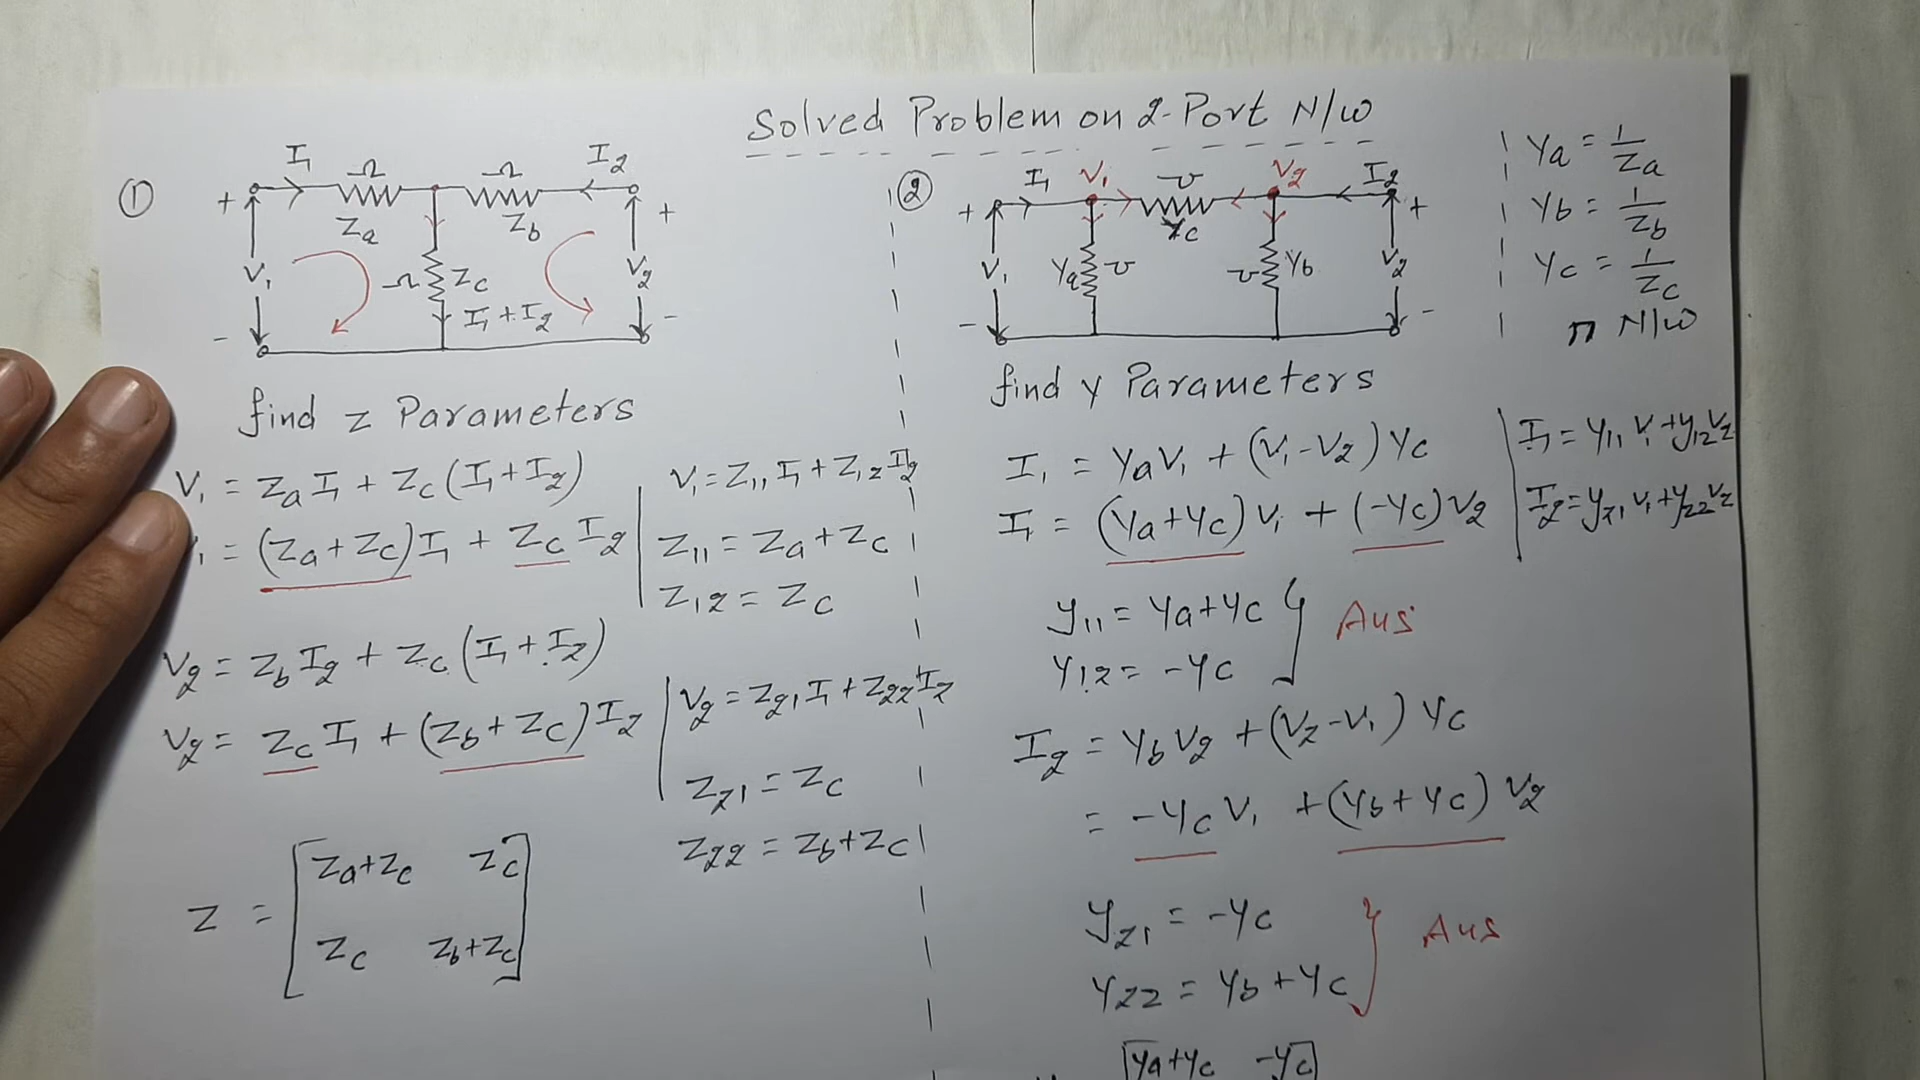 Solved Problem on 2-Port N/W
①
I₁
Ω
Ω
I₂
+
Za
Zb
+
V₁
Ω
Zc
V₂
I₁+I₂
-
-
find z Parameters
V₁ = Za I₁ + Zc (I₁+I₂)
= (Za+Zc) I₁ + Zc I₂
V₁ = Z₁₁ I₁ + Z₁₂ I₂
Z₁₁ = Za+Zc
Z₁₂ = Zc
V₂ = Zb I₂ + Zc (I₁+I₂)
V₂ = Zc I₁ + (Zb+Zc) I₂
V₂ = Z₂₁ I₁ + Z₂₂ I₂
Z₂₁ = Zc
Z₂₂ = Zb+Zc
Z = [Za+Zc Zc
Zc Zb+Zc]
②
I₁
V₁
℧
V₂
I₂
+
Yc
+
V₁
Ya
℧
℧
Yb
V₂
-
-
Ya = 1/Za
Yb = 1/Zb
Yc = 1/Zc
π N/W
find y Parameters
I₁ = YaV₁ + (V₁-V₂) Yc
I₁ = (Ya+Yc) V₁ + (-Yc) V₂
I₁ = Y₁₁ V₁ + Y₁₂ V₂
I₂ = Y₂₁ V₁ + Y₂₂ V₂
Y₁₁ = Ya+Yc
Y₁₂ = -Yc
} Ans
I₂ = Yb V₂ + (V₂-V₁) Yc
= -Yc V₁ + (Yb+Yc) V₂
Y₂₁ = -Yc
Y₂₂ = Yb+Yc
} Ans
[Ya+Yc -Yc]